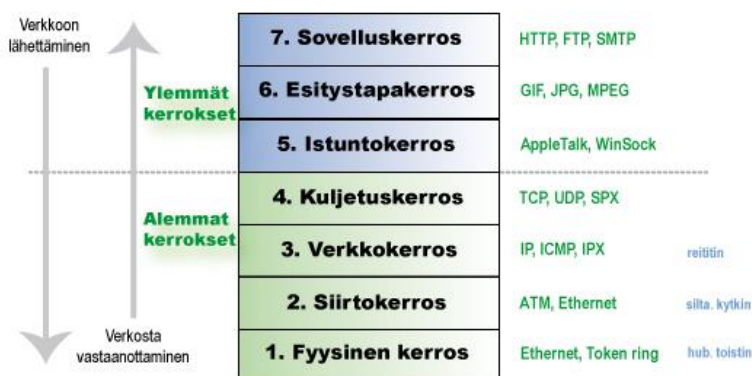 Verkkoon
lähettäminen
7. Sovelluskerros
HTTP, FTP, SMTP
Ylemmät
kerrokset
6. Esitystapakerros
GIF, JPG, MPEG
5. Istuntokerros
AppleTalk, WinSock
Alemmat
kerrokset
4. Kuljetuskerros
TCP, UDP, SPX
3. Verkkokerros
IP, ICMP, IPX
reititin
2. Siirtokerros
ATM, Ethernet
silta. kytkin
Verkosta
vastaanottaminen
1. Fyysinen kerros
Ethernet, Token ring
hub. toistin